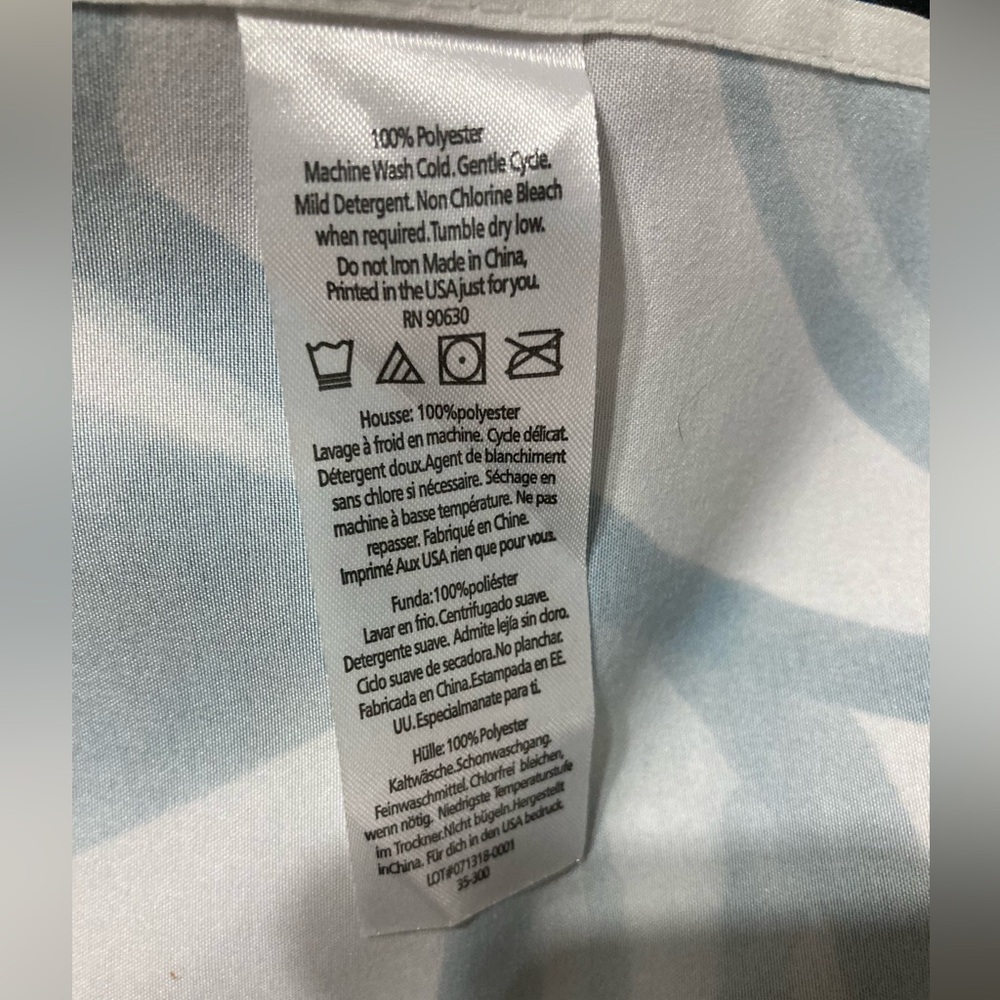 100% Polyester
Machine Wash Cold. Gentle Cycle.
Mild Detergent. Non Chlorine Bleach
when required.Tumble dry low.
Do not Iron Made in China,
Printed in the USA just for you.
RN 90630
Housse: 100%polyester
Lavage à froid en machine. Cycle délicat.
Détergent doux.Agent de blanchiment
sans chlore si nécessaire. Séchage en
machine à basse température. Ne pas
repasser. Fabriqué en Chine.
Imprimé Aux USA rien que pour vous.
Funda:100%poliéster
Lavar en frio. Centrifugado suave.
Detergente suave. Admite lejía sin cloro.
Ciclo suave de secadora.No planchar.
Fabricada en China.Estampada en EE.
UU. Especialmanate para ti.
Hülle: 100%Polyester
Kaltwäsche.Schonwaschgang.
Feinwaschmittel. Chlorfrei bleichen,
wenn nötig. Niedrigste Temperaturstufe
im Trockner.NIcht bügeln.Hergestellt
inChina. Für dich in den USA bedruck.
LOT#071318-0001
35-300